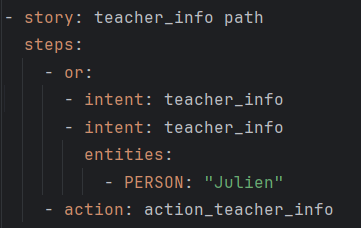 - story: teacher_info path
  steps:
    - or:
      - intent: teacher_info
      - intent: teacher_info
        entities:
          - PERSON: "Julien"
    - action: action_teacher_info